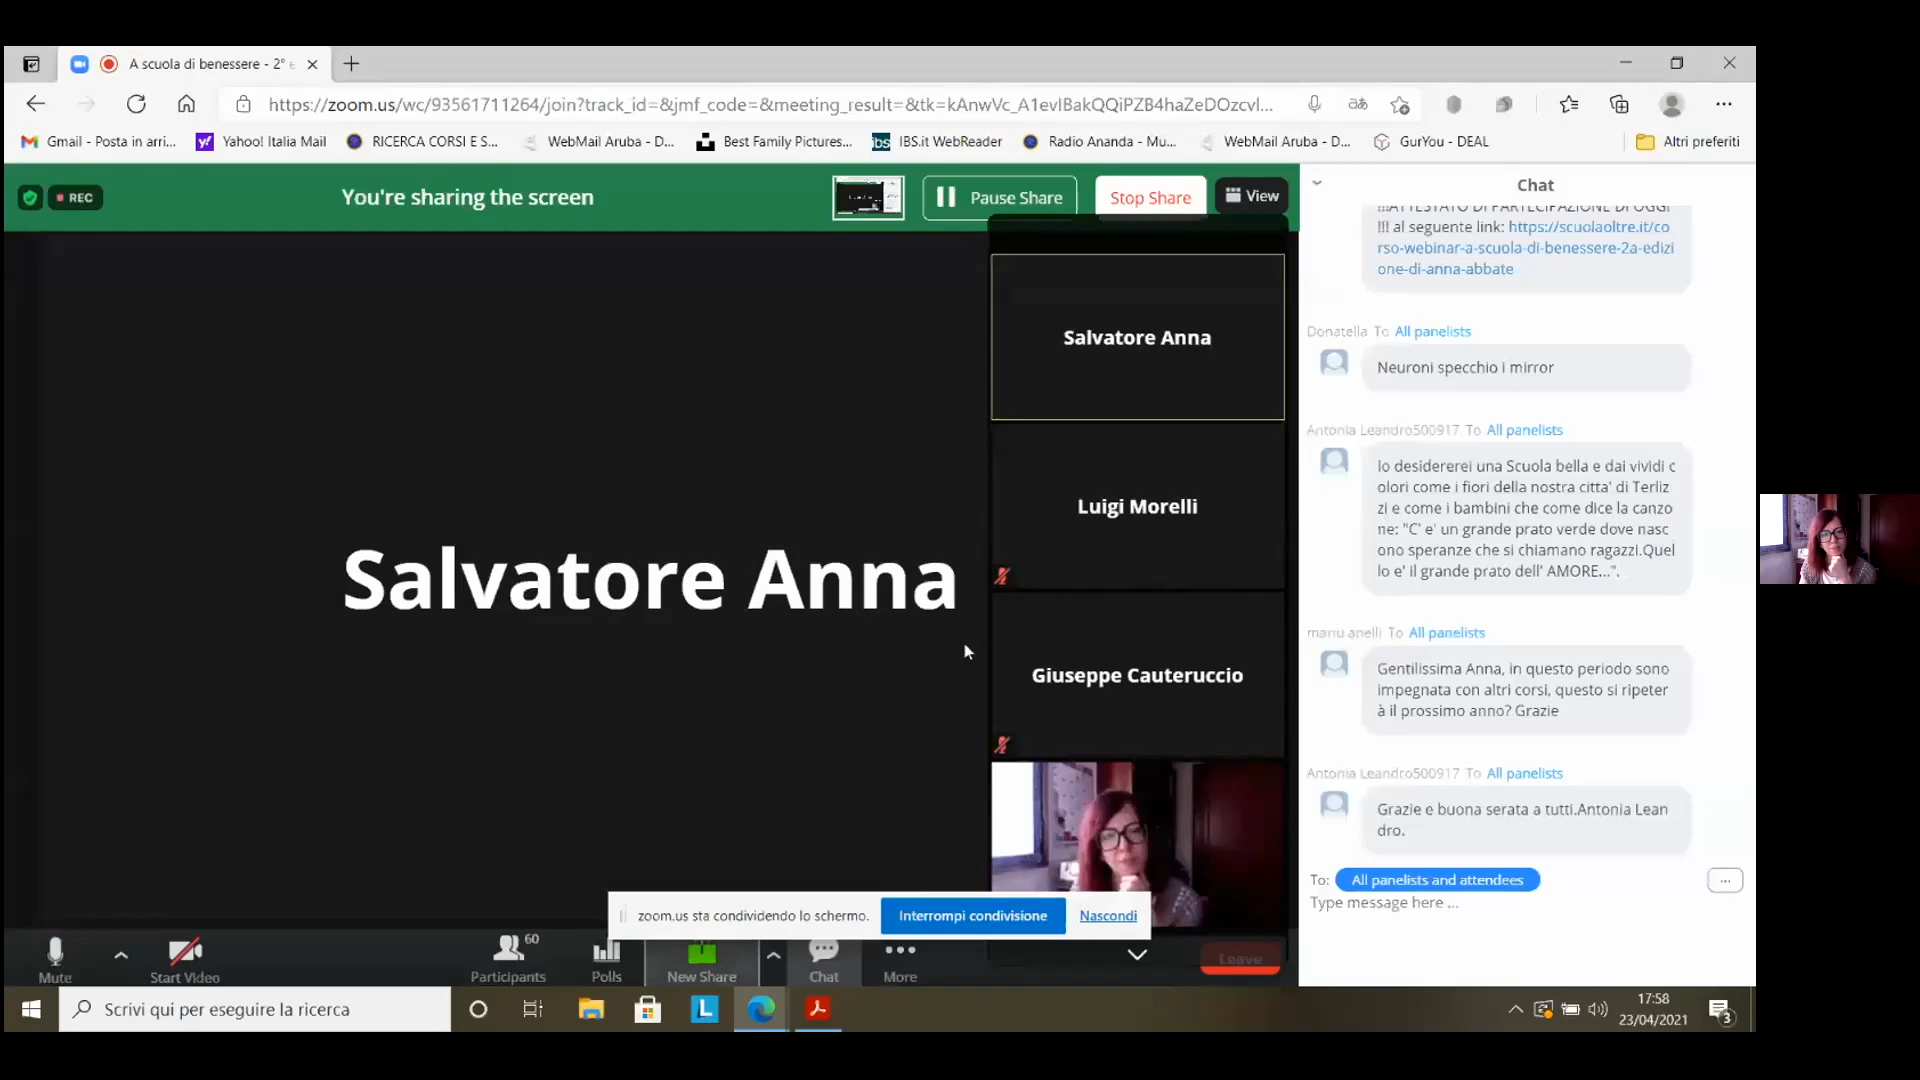 A scuola di benessere - 2° e
https://zoom.us/wc/93561711264/join?track_id=&jmf_code=&meeting_result=&tk=kAnwVc_A1evIBakQQiPZB4haZeDOzcvl...
Gmail - Posta in arri...
Yahoo! Italia Mail
RICERCA CORSI E S...
WebMail Aruba - D...
Best Family Pictures...
IBS.it WebReader
Radio Ananda - Mu...
WebMail Aruba - D...
GurYou - DEAL
Altri preferiti
REC
You're sharing the screen
Pause Share
Stop Share
View
Salvatore Anna
Salvatore Anna
Luigi Morelli
Giuseppe Cauteruccio
Chat
!!!ATTESTATO DI PARTECIPAZIONE DI OGGI
!!! al seguente link: https://scuolaoltre.it/co
rso-webinar-a-scuola-di-benessere-2a-edizi
one-di-anna-abbate
Donatella To All panelists
Neuroni specchio i mirror
Antonia Leandro500917 To All panelists
Io desidererei una Scuola bella e dai vividi c
olori come i fiori della nostra citta' di Terliz
zi e come i bambini che come dice la canzo
ne: "C' e' un grande prato verde dove nasc
ono speranze che si chiamano ragazzi.Quel
lo e' il grande prato dell' AMORE...".
manu anelli To All panelists
Gentilissima Anna, in questo periodo sono
impegnata con altri corsi, questo si ripeter
à il prossimo anno? Grazie
Antonia Leandro500917 To All panelists
Grazie e buona serata a tutti.Antonia Lean
dro.
To: All panelists and attendees
...
Type message here ...
zoom.us sta condividendo lo schermo.
Interrompi condivisione
Nascondi
Mute
Start Video
60
Participants
Polls
New Share
Chat
More
Leave
Scrivi qui per eseguire la ricerca
L
17:58
23/04/2021
3